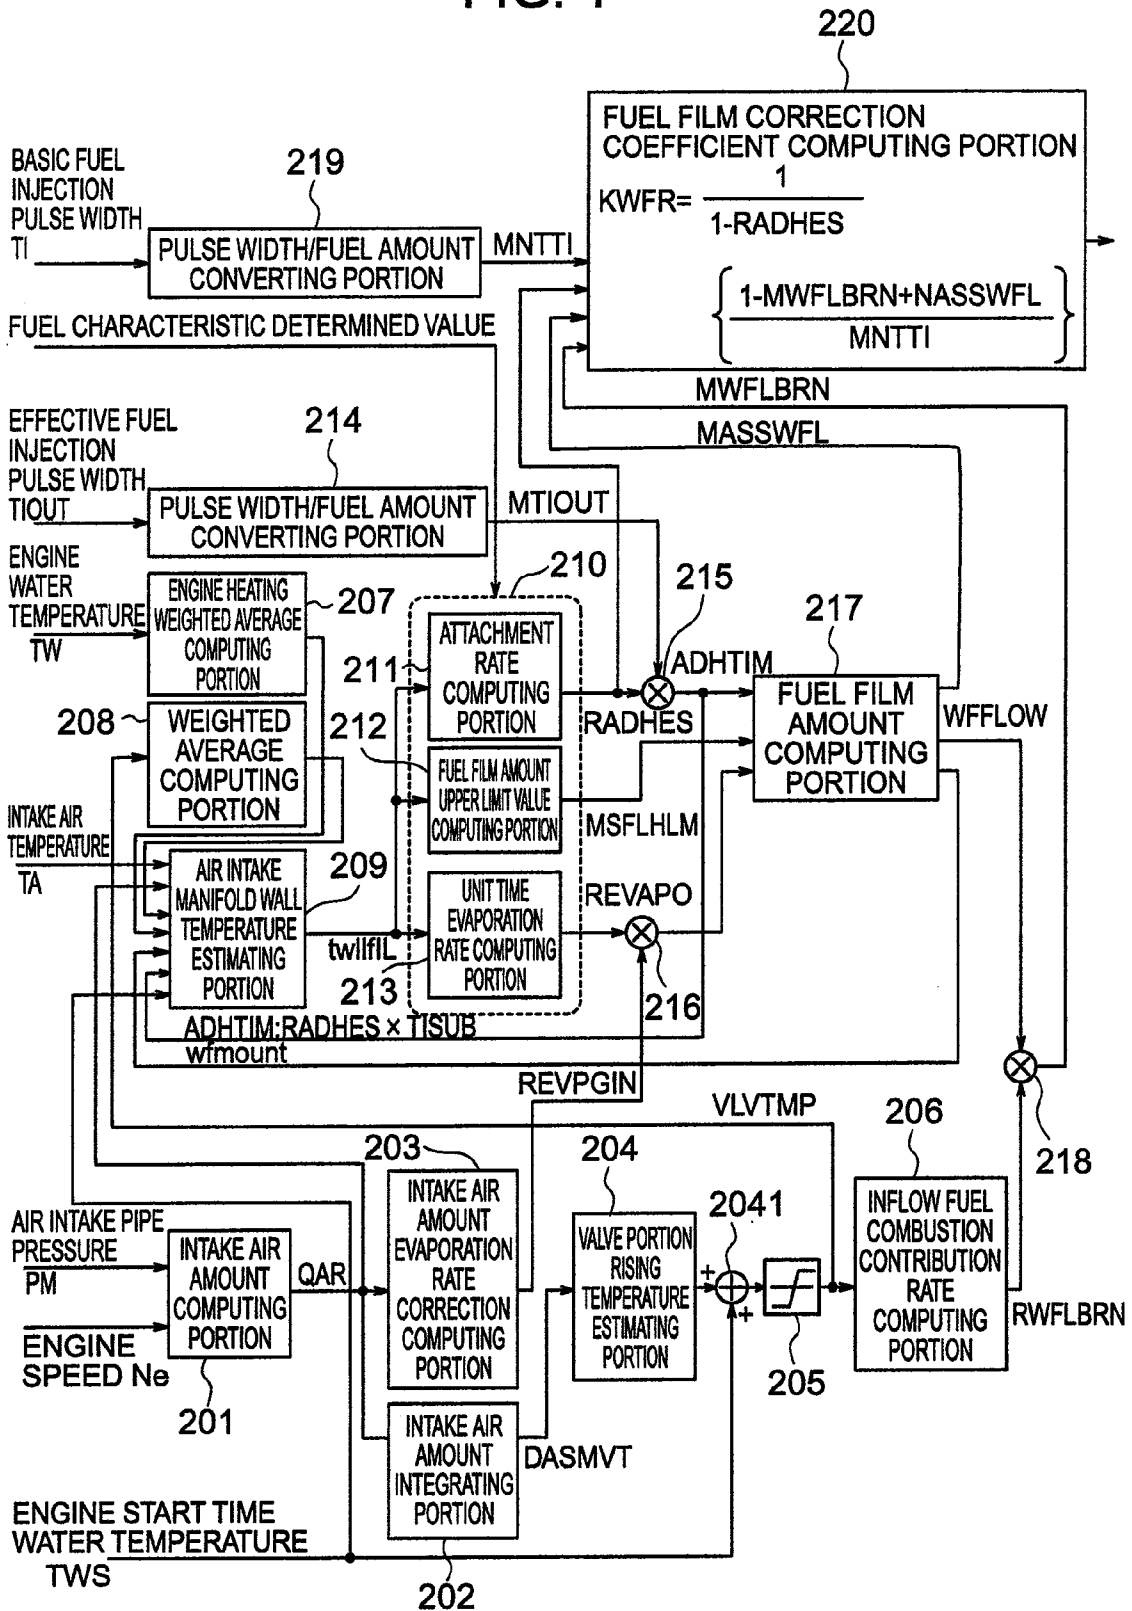 220
FUEL FILM CORRECTION
COEFFICIENT COMPUTING PORTION
KWFR=
1
1-RADHES
1-MWFLBRN+NASSWFL
MNTTI
BASIC FUEL
INJECTION
PULSE WIDTH
TI
219
PULSE WIDTH/FUEL AMOUNT
CONVERTING PORTION
MNTTI
FUEL CHARACTERISTIC DETERMINED VALUE
MWFLBRN
MASSWFL
EFFECTIVE FUEL
INJECTION
PULSE WIDTH
TIOUT
214
PULSE WIDTH/FUEL AMOUNT
CONVERTING PORTION
MTIOUT
ENGINE
WATER
TEMPERATURE
TW
ENGINE HEATING
WEIGHTED AVERAGE
COMPUTING
PORTION
207
210
ATTACHMENT
RATE
COMPUTING
PORTION
211
215
ADHTIM
RADHES
217
FUEL FILM
AMOUNT
COMPUTING
PORTION
WFFLOW
208
WEIGHTED
AVERAGE
COMPUTING
PORTION
212
FUEL FILM AMOUNT
UPPER LIMIT VALUE
COMPUTING PORTION
MSFLHLM
INTAKE AIR
TEMPERATURE
TA
AIR INTAKE
MANIFOLD WALL
TEMPERATURE
ESTIMATING
PORTION
209
twllflL
213
UNIT TIME
EVAPORATION
RATE COMPUTING
PORTION
REVAPO
216
ADHTIM:RADHES × TISUB
wfmount
REVPGIN
VLVTMP
218
203
INTAKE AIR
AMOUNT
EVAPORATION
RATE
CORRECTION
COMPUTING
PORTION
204
VALVE PORTION
RISING
TEMPERATURE
ESTIMATING
PORTION
2041
+
+
205
206
INFLOW FUEL
COMBUSTION
CONTRIBUTION
RATE
COMPUTING
PORTION
RWFLBRN
AIR INTAKE PIPE
PRESSURE
PM
ENGINE
SPEED Ne
INTAKE AIR
AMOUNT
COMPUTING
PORTION
201
QAR
INTAKE AIR
AMOUNT
INTEGRATING
PORTION
202
DASMVT
ENGINE START TIME
WATER TEMPERATURE
TWS